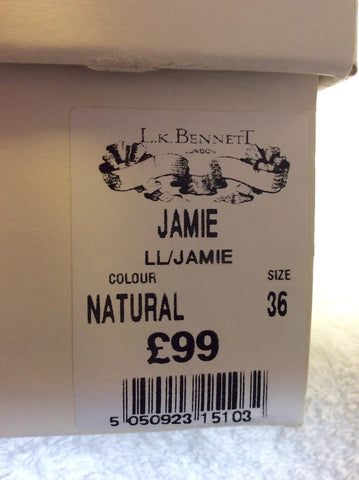 L.K.BENNETT
LONDON
JAMIE
LL/JAMIE
COLOUR SIZE
NATURAL 36
£99
5 050923 15103